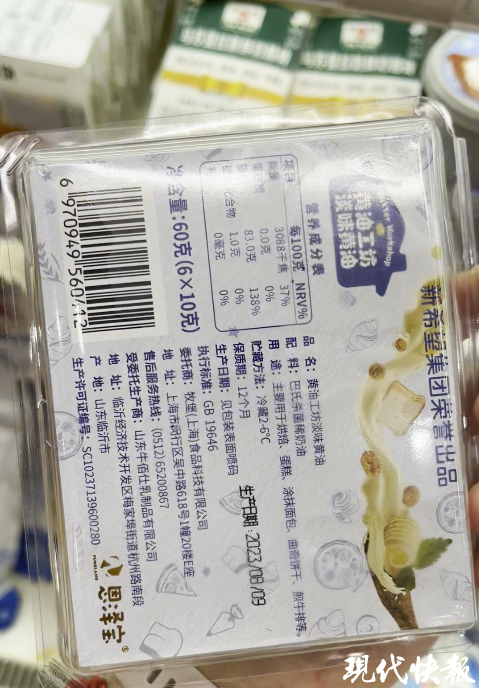 新希望集团荣誉出品
黄油工坊
淡味黄油
品 名：黄油工坊淡味黄油
配 料：巴氏杀菌稀奶油
用 途：主要用于烘焙、蛋糕、涂抹面包、曲奇饼干、煎牛排等。
贮藏方法：冷藏2-6℃
保质期：12个月
生产日期：见包装表面喷码
执行标准：GB 19646
委托商：牧堡(上海)食品科技有限公司
地 址：上海市闵行区吴中路618号1幢20楼E座
售后服务热线：(0512)65200867
受委托生产商：山东牛佰仕乳制品有限公司
地 址：临沂经济技术开发区梅家埠街道杭州路南段
产 地：山东临沂市
生产许可证编号：SC10237139600280
生产日期：2023/08/09
营养成分表
项目 每100克 NRV%
3088千焦 37%
0.0克 0%
83.0克 138%
化合物 1.0克 0%
0毫克 0%
净含量:60克(6×10克)
6 970949 560742
恩泽宝
现代快报